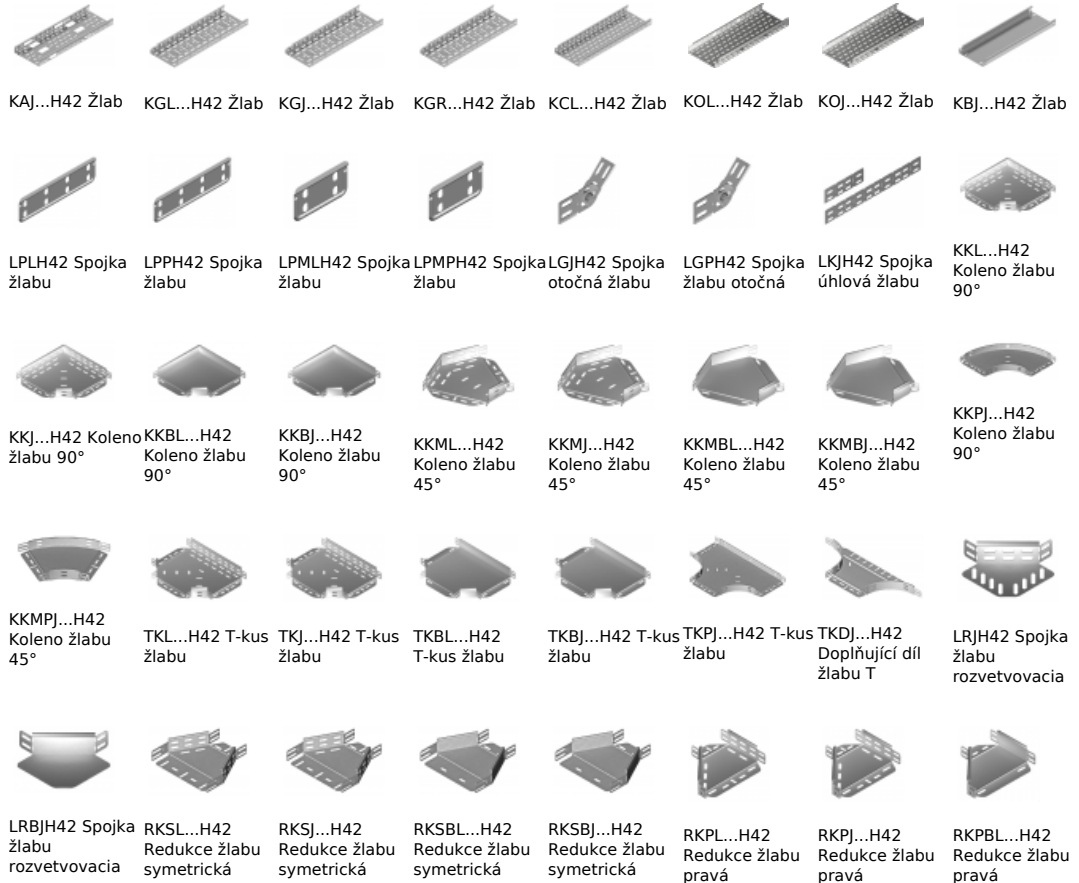 KAJ...H42 Žlab
KGL...H42 Žlab
KGJ...H42 Žlab
KGR...H42 Žlab
KCL...H42 Žlab
KOL...H42 Žlab
KOJ...H42 Žlab
KBJ...H42 Žlab
LPLH42 Spojka
žlabu
LPPH42 Spojka
žlabu
LPMLH42 Spojka
žlabu
LPMPH42 Spojka
žlabu
LGJH42 Spojka
otočná žlabu
LGPH42 Spojka
žlabu otočná
LKJH42 Spojka
úhlová žlabu
KKL...H42
Koleno žlabu
90°
KKJ...H42 Koleno
žlabu 90°
KKBL...H42
Koleno žlabu
90°
KKBJ...H42
Koleno žlabu
90°
KKML...H42
Koleno žlabu
45°
KKMJ...H42
Koleno žlabu
45°
KKMBL...H42
Koleno žlabu
45°
KKMBJ...H42
Koleno žlabu
45°
KKPJ...H42
Koleno žlabu
90°
KKMPJ...H42
Koleno žlabu
45°
TKL...H42 T-kus
žlabu
TKJ...H42 T-kus
žlabu
TKBL...H42
T-kus žlabu
TKBJ...H42 T-kus
žlabu
TKPJ...H42 T-kus
žlabu
TKDJ...H42
Doplňující díl
žlabu T
LRJH42 Spojka
žlabu
rozvetvovacia
LRBJH42 Spojka
žlabu
rozvetvovacia
RKSL...H42
Redukce žlabu
symetrická
RKSJ...H42
Redukce žlabu
symetrická
RKSBL...H42
Redukce žlabu
symetrická
RKSBJ...H42
Redukce žlabu
symetrická
RKPL...H42
Redukce žlabu
pravá
RKPJ...H42
Redukce žlabu
pravá
RKPBL...H42
Redukce žlabu
pravá